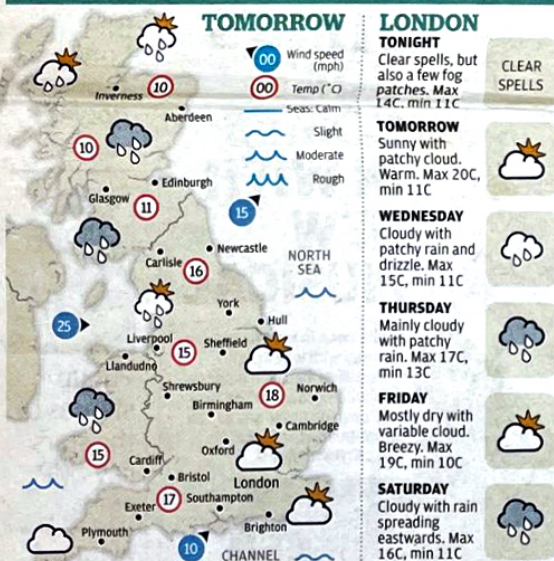 TOMORROW
00 Wind speed
(mph)
00 Temp (°C)
Seas: Calm
Slight
Moderate
Rough
Inverness
10
Aberdeen
10
Edinburgh
Glasgow
11
15
Newcastle
Carlisle
16
NORTH
SEA
York
Hull
25
Liverpool
15
Sheffield
Llandudno
Shrewsbury
18
Norwich
Birmingham
Cambridge
Oxford
15
Cardiff
London
Bristol
17
Southampton
Exeter
Brighton
Plymouth
10
CHANNEL
LONDON
TONIGHT
Clear spells, but
also a few fog
patches. Max
14C, min 11C
CLEAR
SPELLS
TOMORROW
Sunny with
patchy cloud.
Warm. Max 20C,
min 11C
WEDNESDAY
Cloudy with
patchy rain and
drizzle. Max
15C, min 11C
THURSDAY
Mainly cloudy
with patchy
rain. Max 17C,
min 13C
FRIDAY
Mostly dry with
variable cloud.
Breezy. Max
19C, min 10C
SATURDAY
Cloudy with rain
spreading
eastwards. Max
16C, min 11C